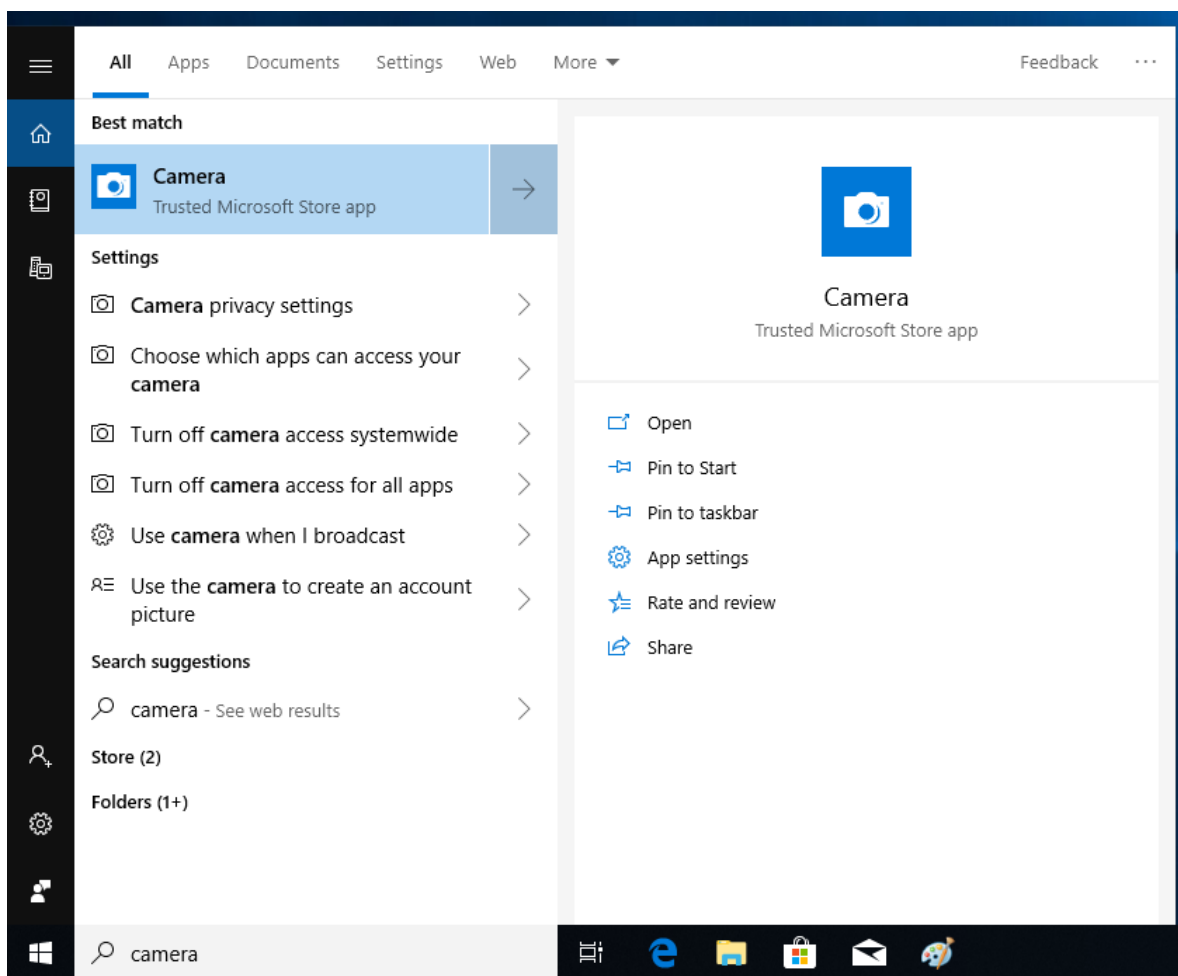 All Apps Documents Settings Web More Feedback ...
Best match
Camera
Trusted Microsoft Store app
Settings
Camera privacy settings
Choose which apps can access your
camera
Turn off camera access systemwide
Turn off camera access for all apps
Use camera when I broadcast
Use the camera to create an account
picture
Search suggestions
camera - See web results
Store (2)
Folders (1+)
Camera
Trusted Microsoft Store app
Open
Pin to Start
Pin to taskbar
App settings
Rate and review
Share
camera